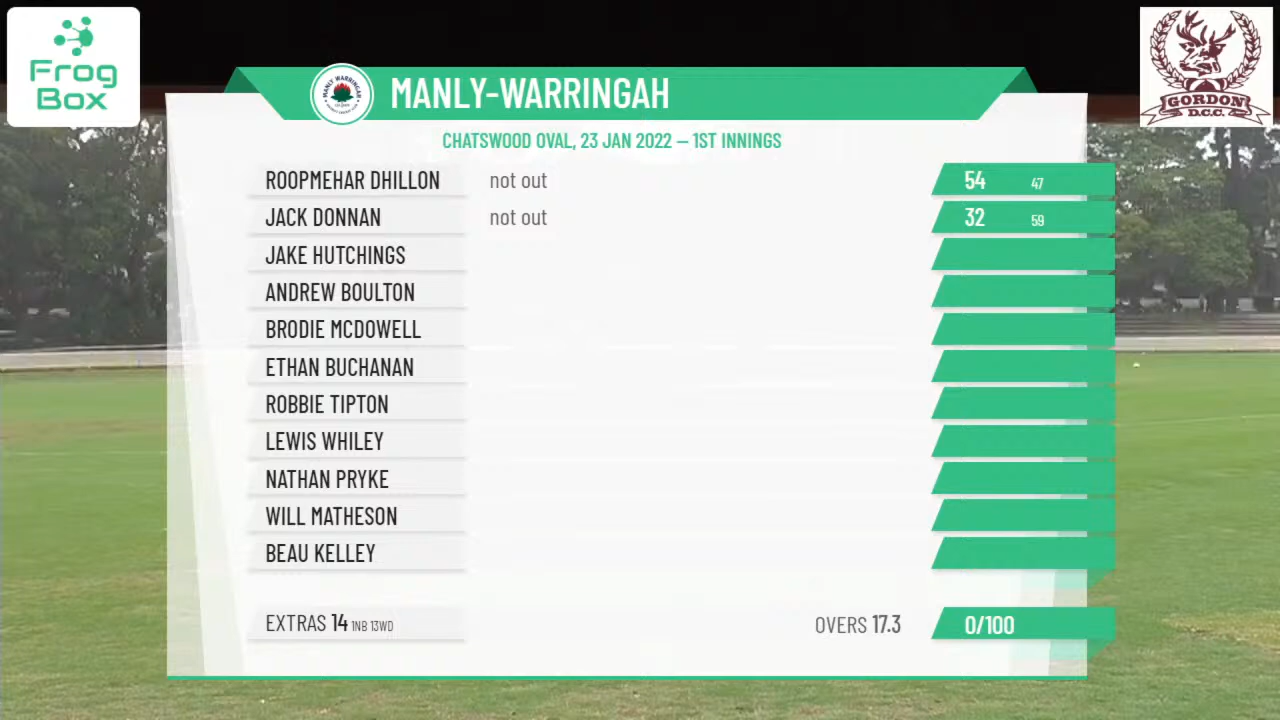 Frog
Box
GORDON
D.C.C.
MANLY WARRINGAH
MANLY-WARRINGAH
CHATSWOOD OVAL, 23 JAN 2022 – 1ST INNINGS
ROOPMEHAR DHILLON not out 54 47
JACK DONNAN not out 32 59
JAKE HUTCHINGS
ANDREW BOULTON
BRODIE MCDOWELL
ETHAN BUCHANAN
ROBBIE TIPTON
LEWIS WHILEY
NATHAN PRYKE
WILL MATHESON
BEAU KELLEY
EXTRAS 14 1NB 13WD OVERS 17.3 0/100